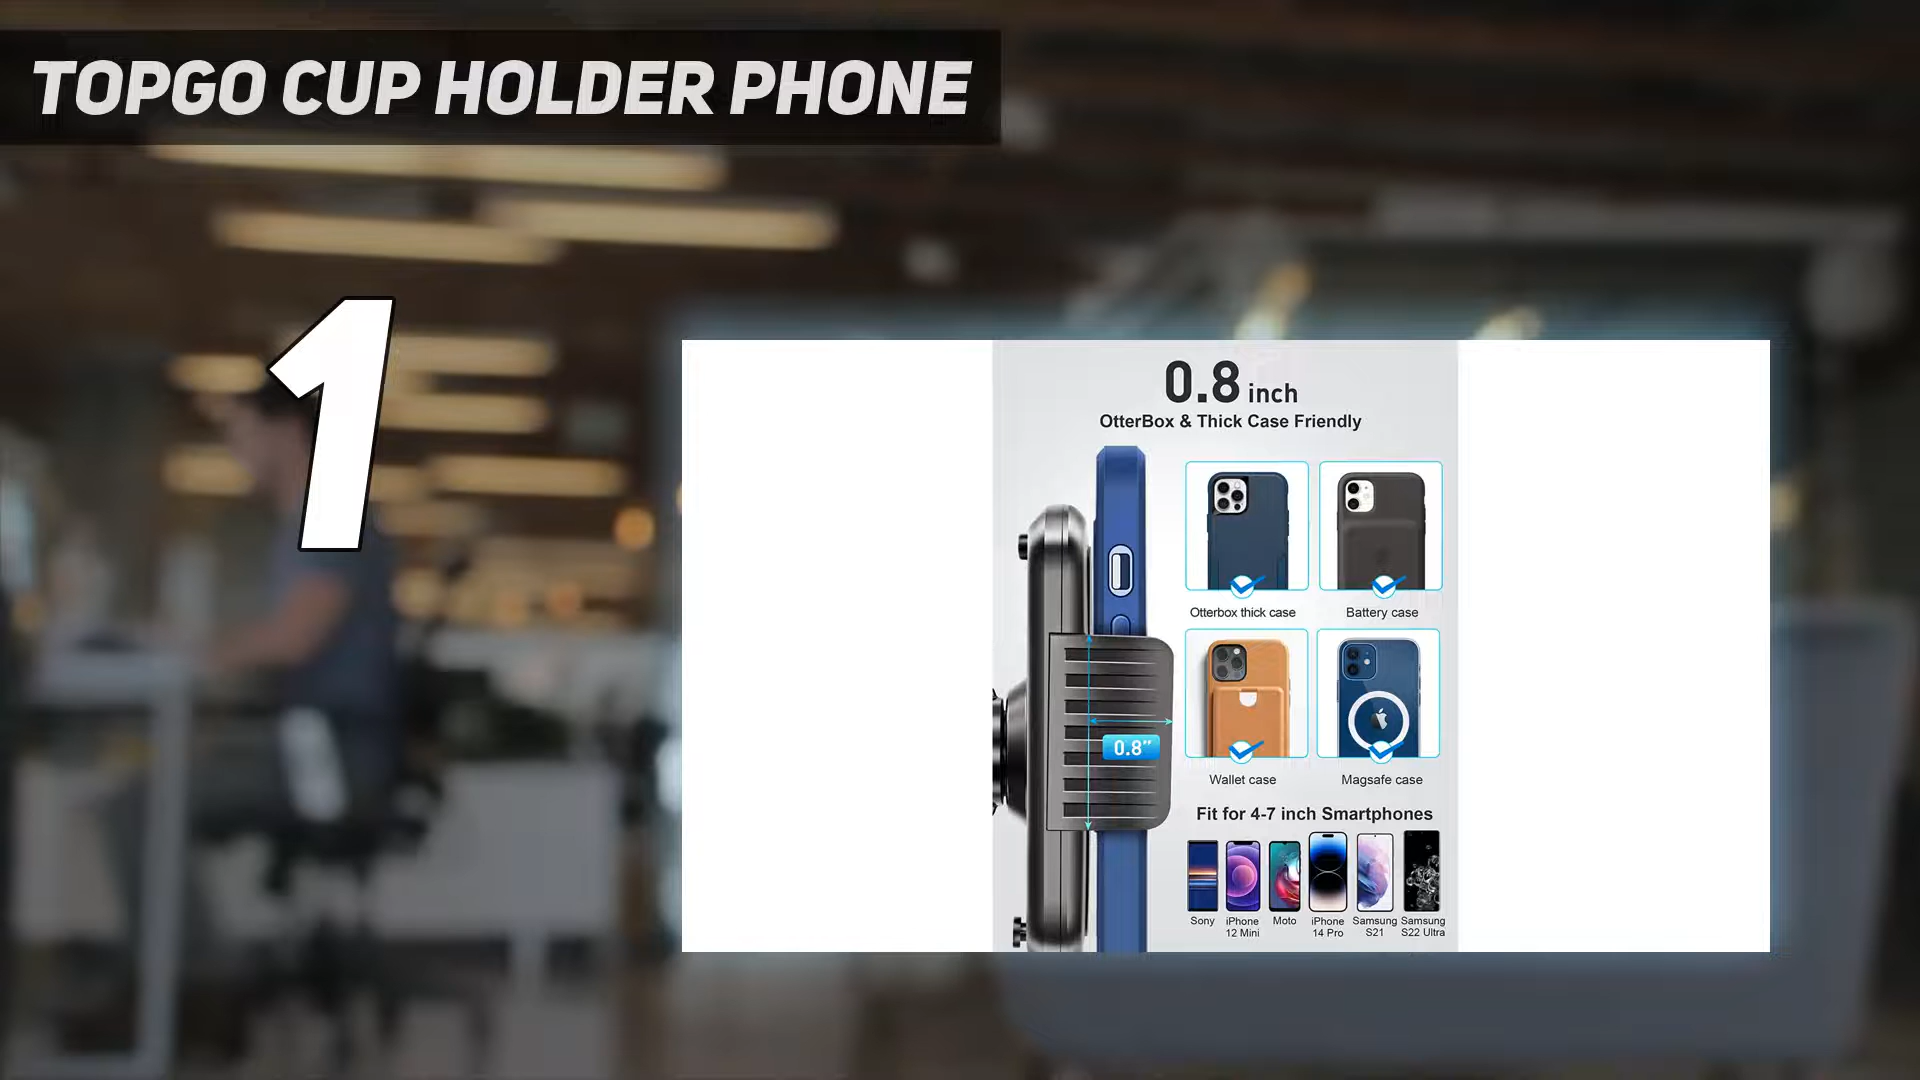 TOPGO CUP HOLDER PHONE
1
0.8 inch
OtterBox & Thick Case Friendly
Otterbox thick case
Battery case
0.8"
Wallet case
Magsafe case
Fit for 4-7 inch Smartphones
Sony
iPhone 12 Mini
Moto
iPhone 14 Pro
Samsung S21
Samsung S22 Ultra